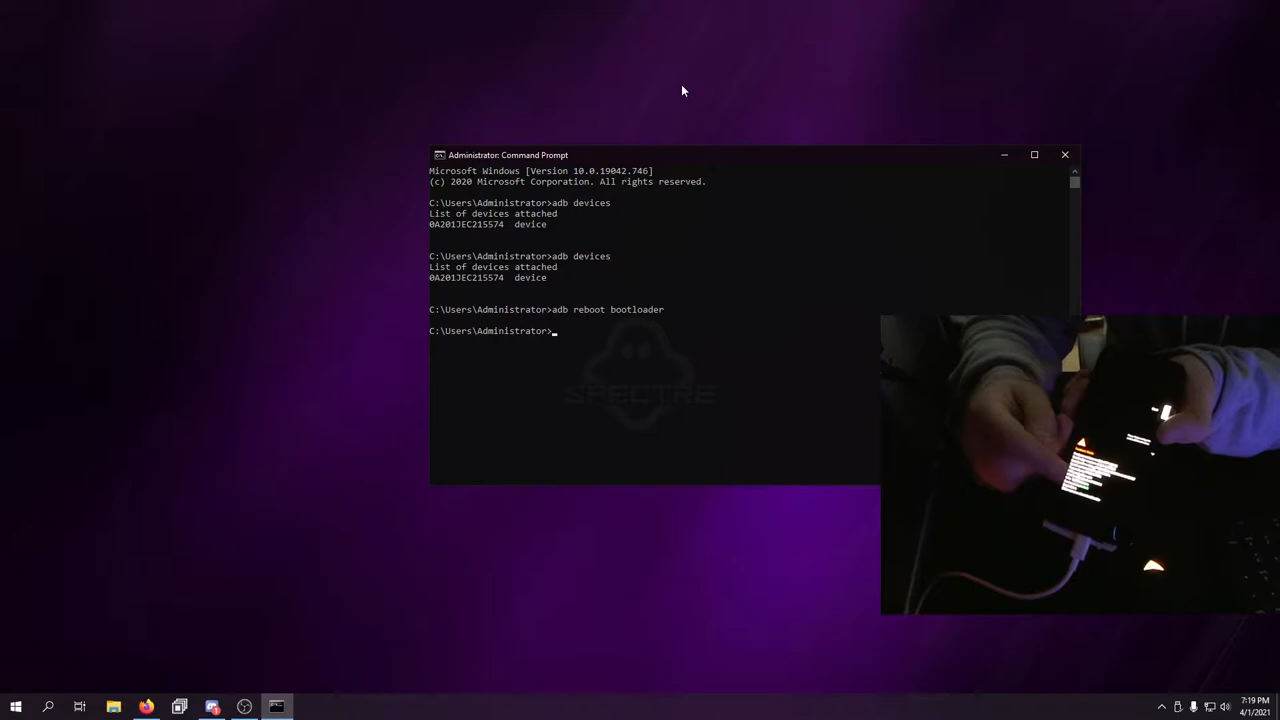 Administrator: Command Prompt
Microsoft Windows [Version 10.0.19042.746]
(c) 2020 Microsoft Corporation. All rights reserved.
C:\Users\Administrator>adb devices
List of devices attached
0A201JEC215574 device
C:\Users\Administrator>adb devices
List of devices attached
0A201JEC215574 device
C:\Users\Administrator>adb reboot bootloader
C:\Users\Administrator>
SPECTRE
7:19 PM
4/1/2021